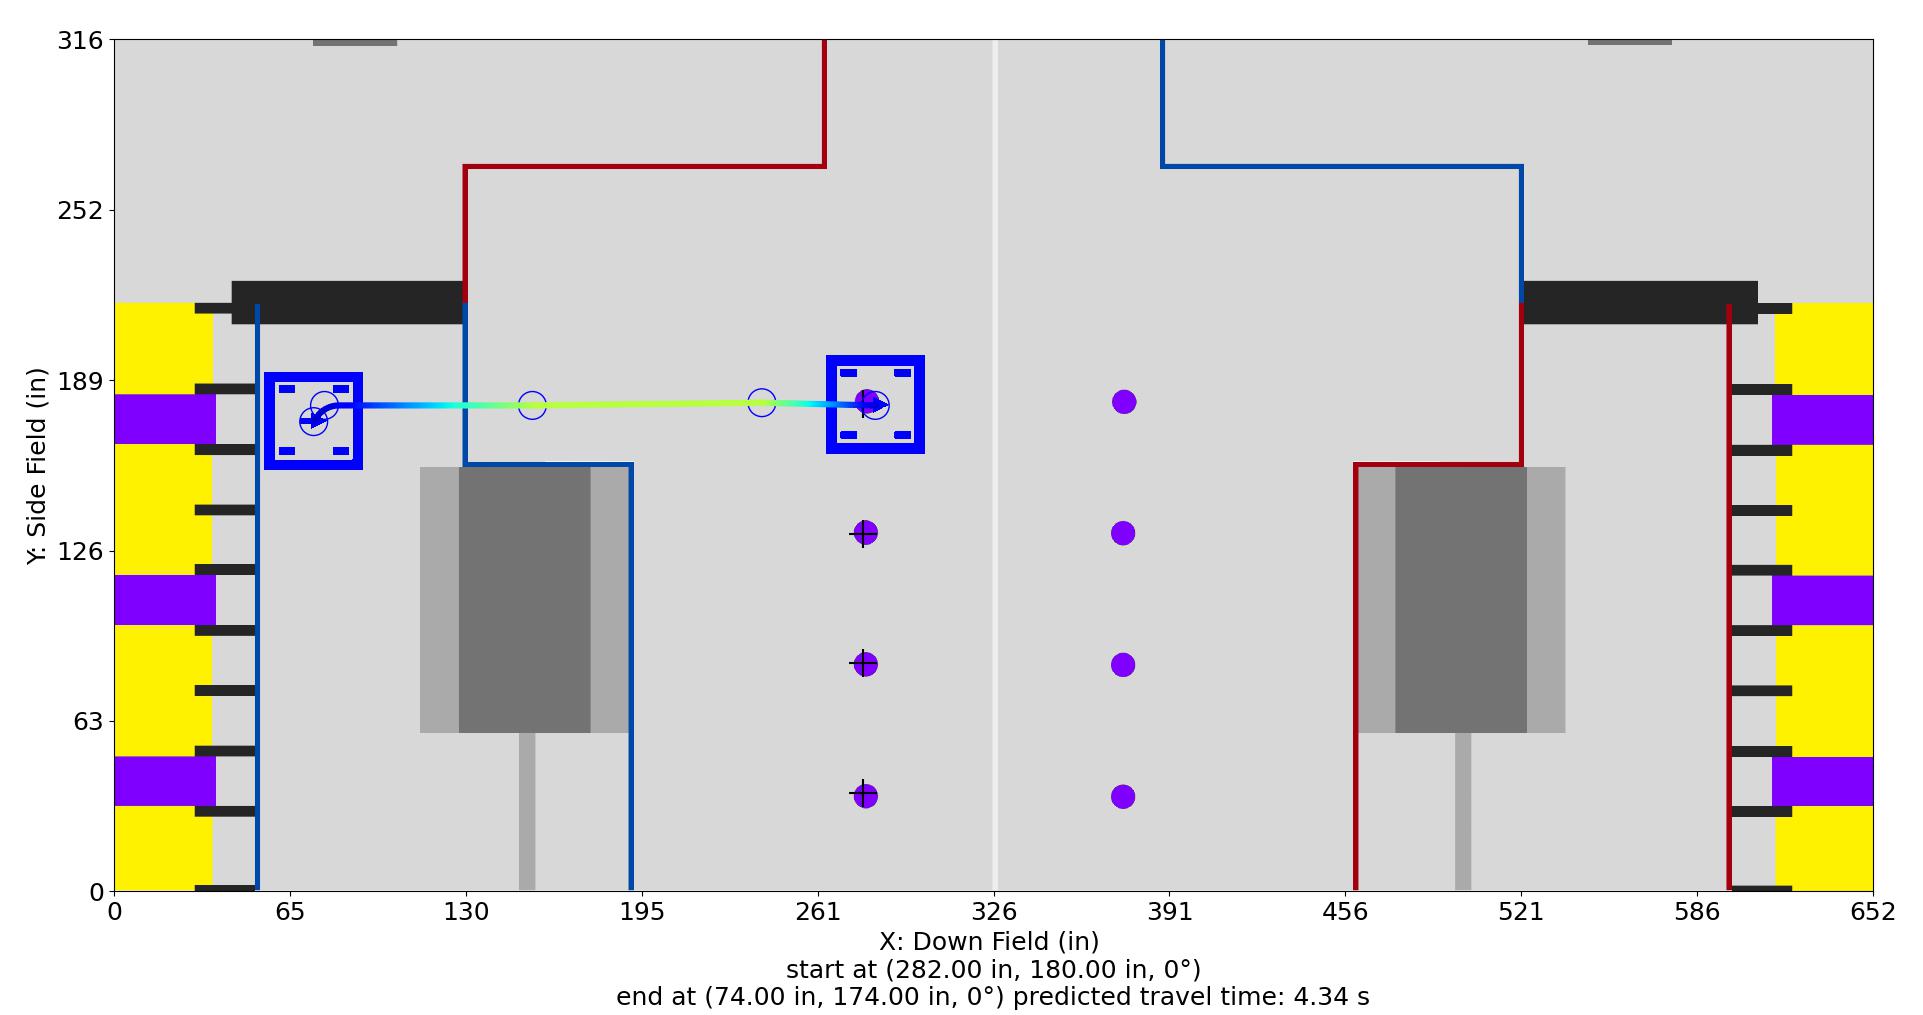 316
252
189
126
63
0
Y: Side Field (in)
0 65 130 195 261 326 391 456 521 586 652
X: Down Field (in)
start at (282.00 in, 180.00 in, 0°)
end at (74.00 in, 174.00 in, 0°) predicted travel time: 4.34 s